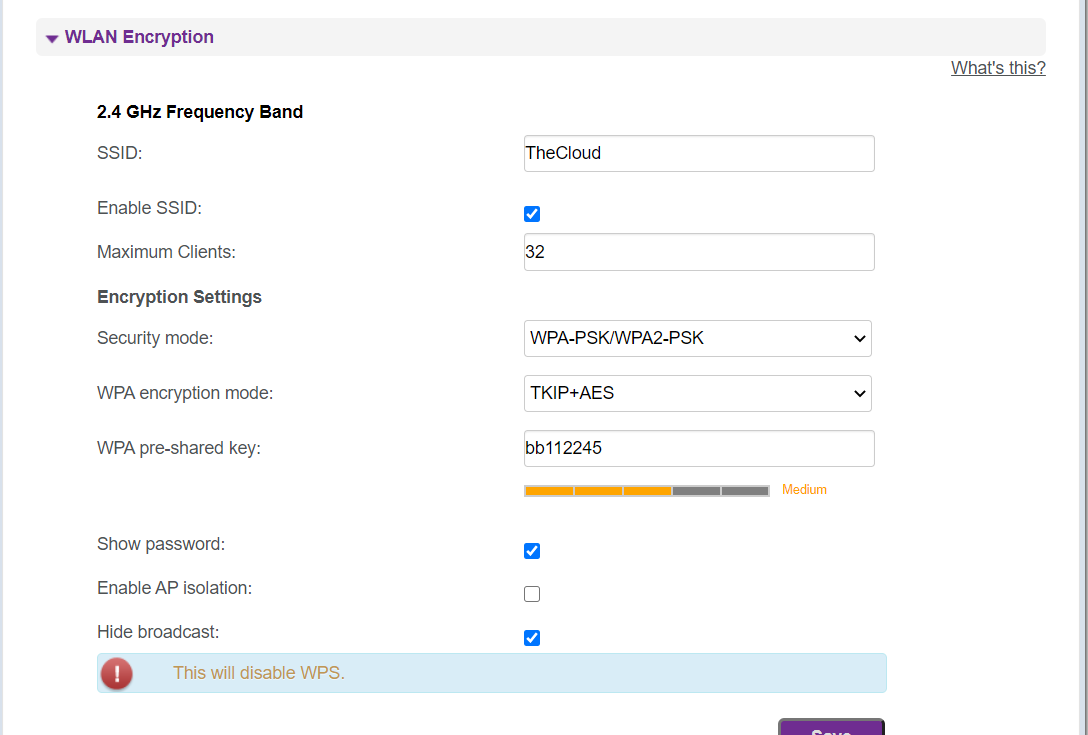 WLAN Encryption
What's this?
2.4 GHz Frequency Band
SSID: TheCloud
Enable SSID:
Maximum Clients: 32
Encryption Settings
Security mode: WPA-PSK/WPA2-PSK
WPA encryption mode: TKIP+AES
WPA pre-shared key: bb112245
Medium
Show password:
Enable AP isolation:
Hide broadcast:
This will disable WPS.
Save